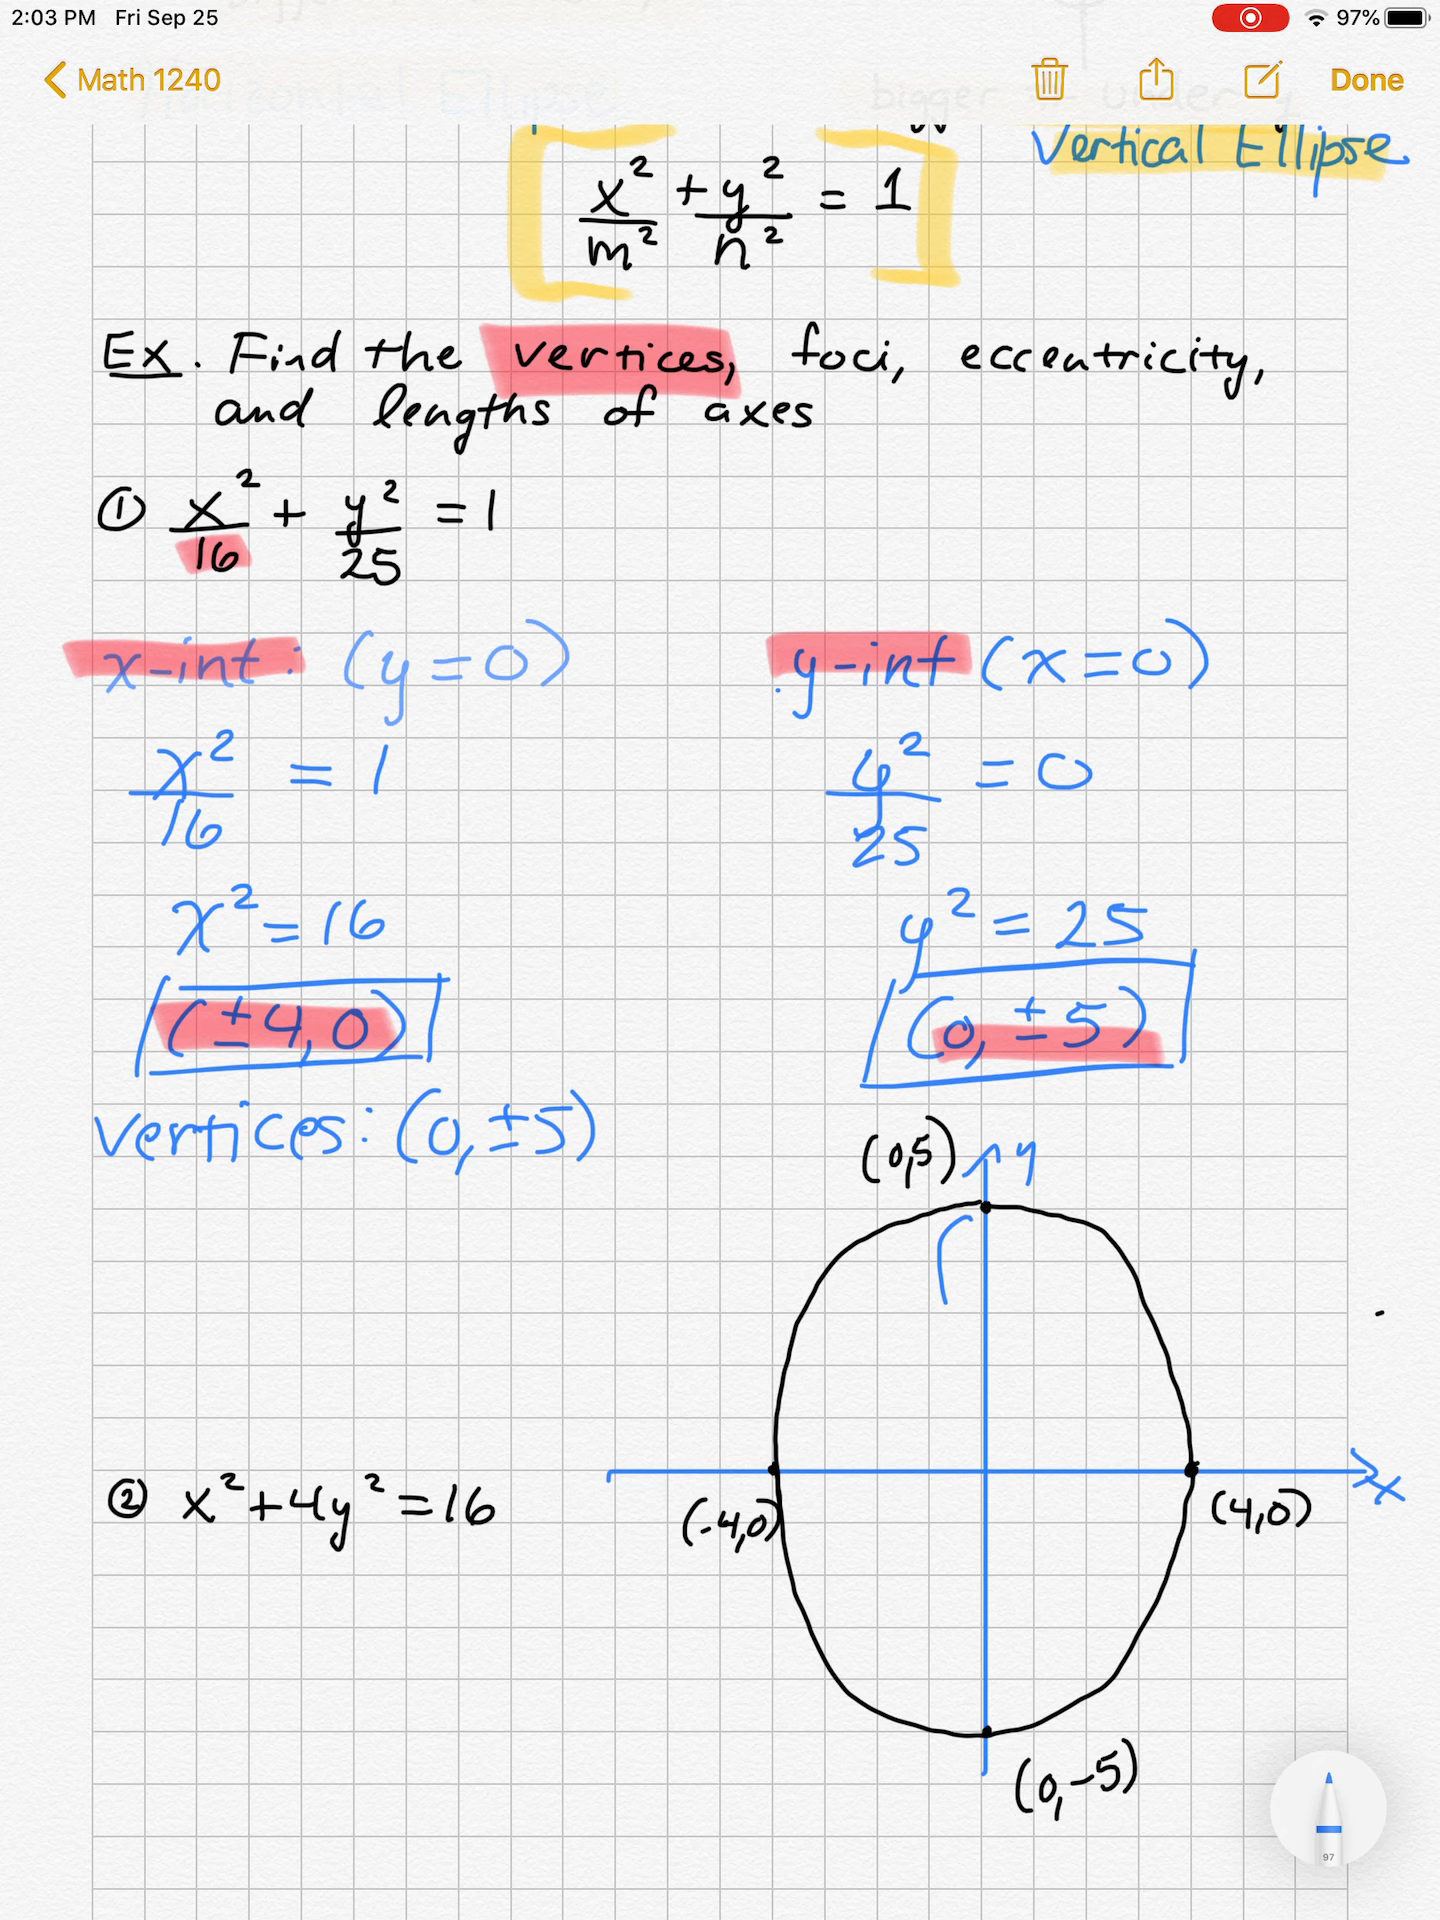 2:03 PM Fri Sep 25 97%
Math 1240 Done
bigger under
Vertical Ellipse
x²/m² + y²/n² = 1
Ex. Find the vertices, foci, eccentricity,
and lengths of axes
① x²/16 + y²/25 = 1
x-int: (y=0) y-int (x=0)
x²/16 = 1 y²/25 = 0
x² = 16 y² = 25
(±4,0) (0, ±5)
vertices: (0, ±5)
(0,5) y
② x²+4y²=16
(-4,0) (4,0) x
(0,-5)
97